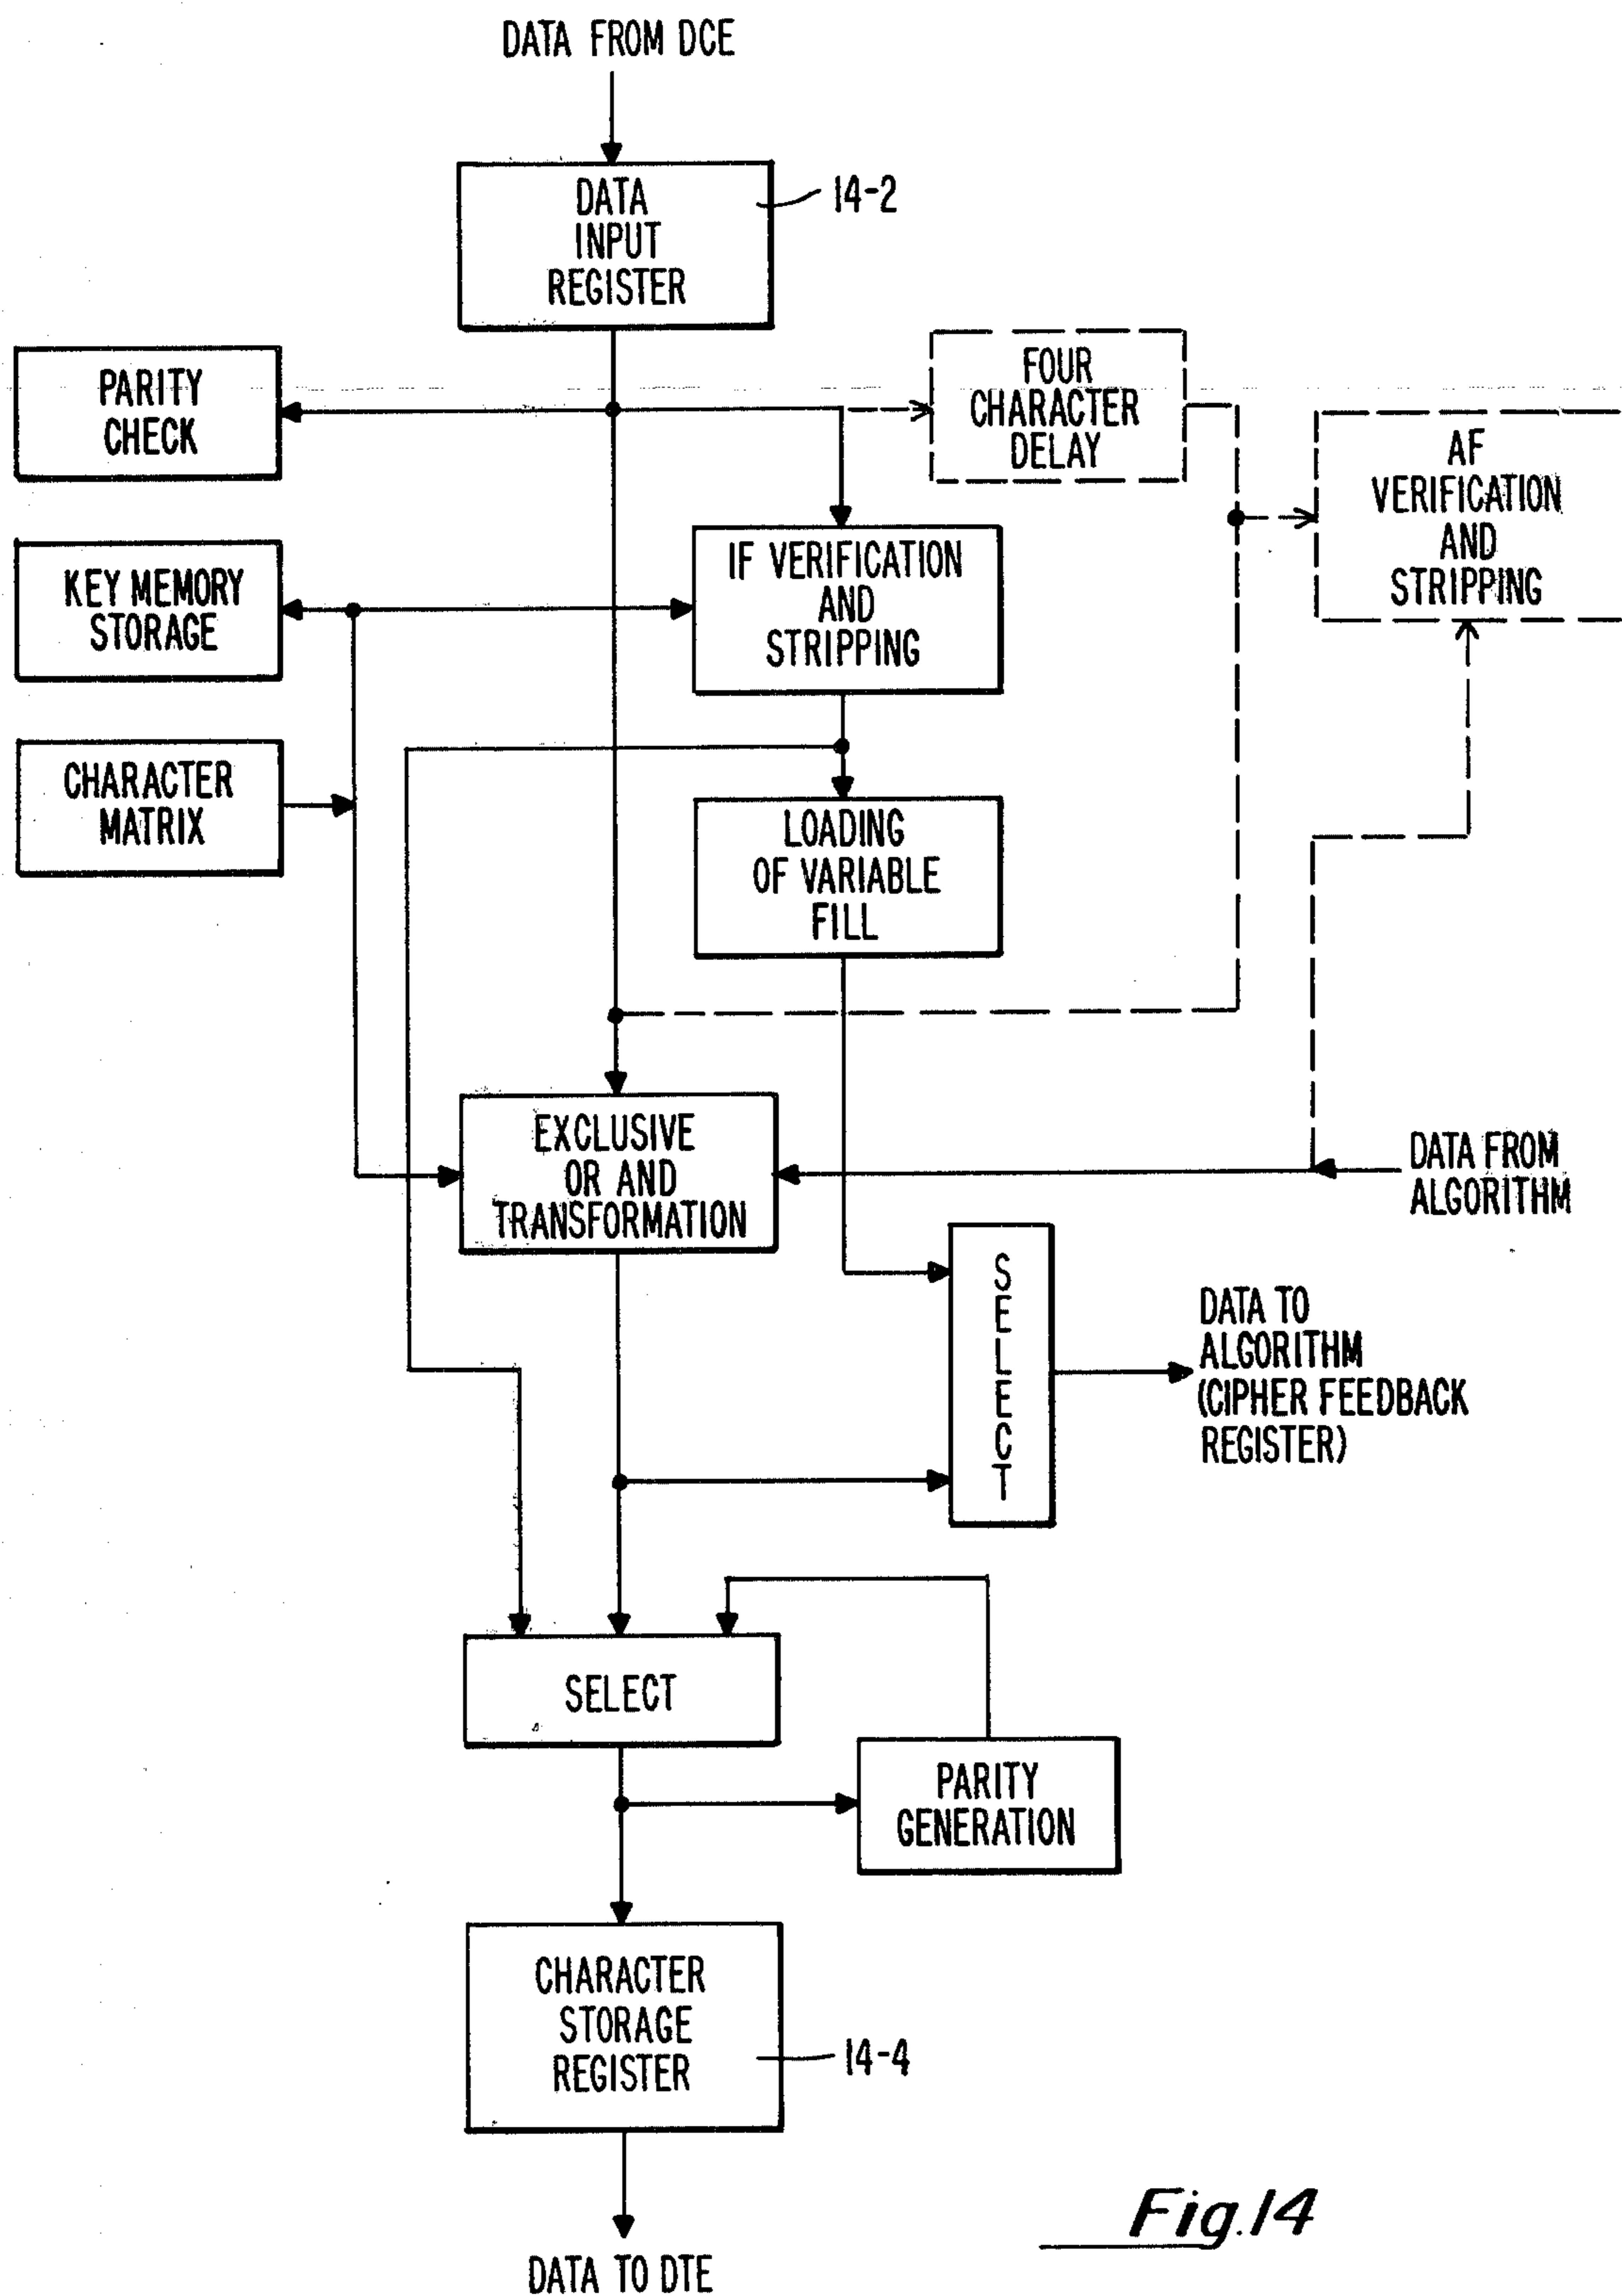 DATA FROM DCE
DATA
INPUT
REGISTER
14-2
PARITY
CHECK
FOUR
CHARACTER
DELAY
AF
VERIFICATION
AND
STRIPPING
KEY MEMORY
STORAGE
IF VERIFICATION
AND
STRIPPING
CHARACTER
MATRIX
LOADING
OF VARIABLE
FILL
EXCLUSIVE
OR AND
TRANSFORMATION
DATA FROM
ALGORITHM
SELECT
DATA TO
ALGORITHM
(CIPHER FEEDBACK
REGISTER)
SELECT
PARITY
GENERATION
CHARACTER
STORAGE
REGISTER
14-4
DATA TO DTE
Fig.14